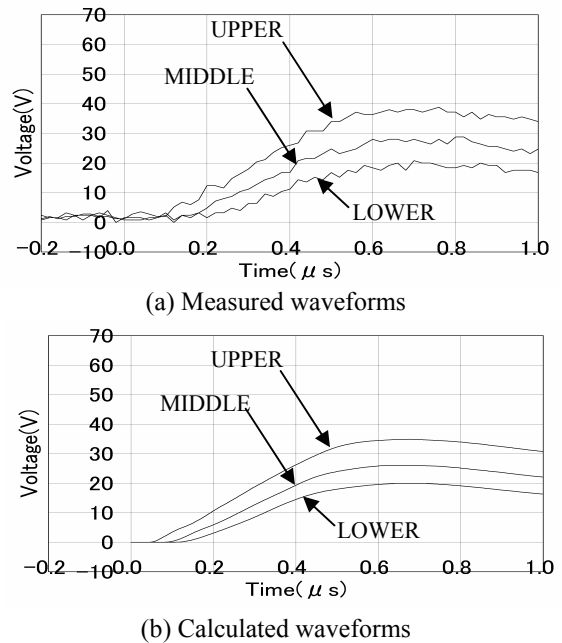 70
60
50
40
30
20
10
0
-10
Voltage(V)
UPPER
MIDDLE
LOWER
-0.2 0.0 0.2 0.4 0.6 0.8 1.0
Time( μ s)
(a) Measured waveforms
70
60
50
40
30
20
10
0
-10
Voltage(V)
UPPER
MIDDLE
LOWER
-0.2 0.0 0.2 0.4 0.6 0.8 1.0
Time( μ s)
(b) Calculated waveforms